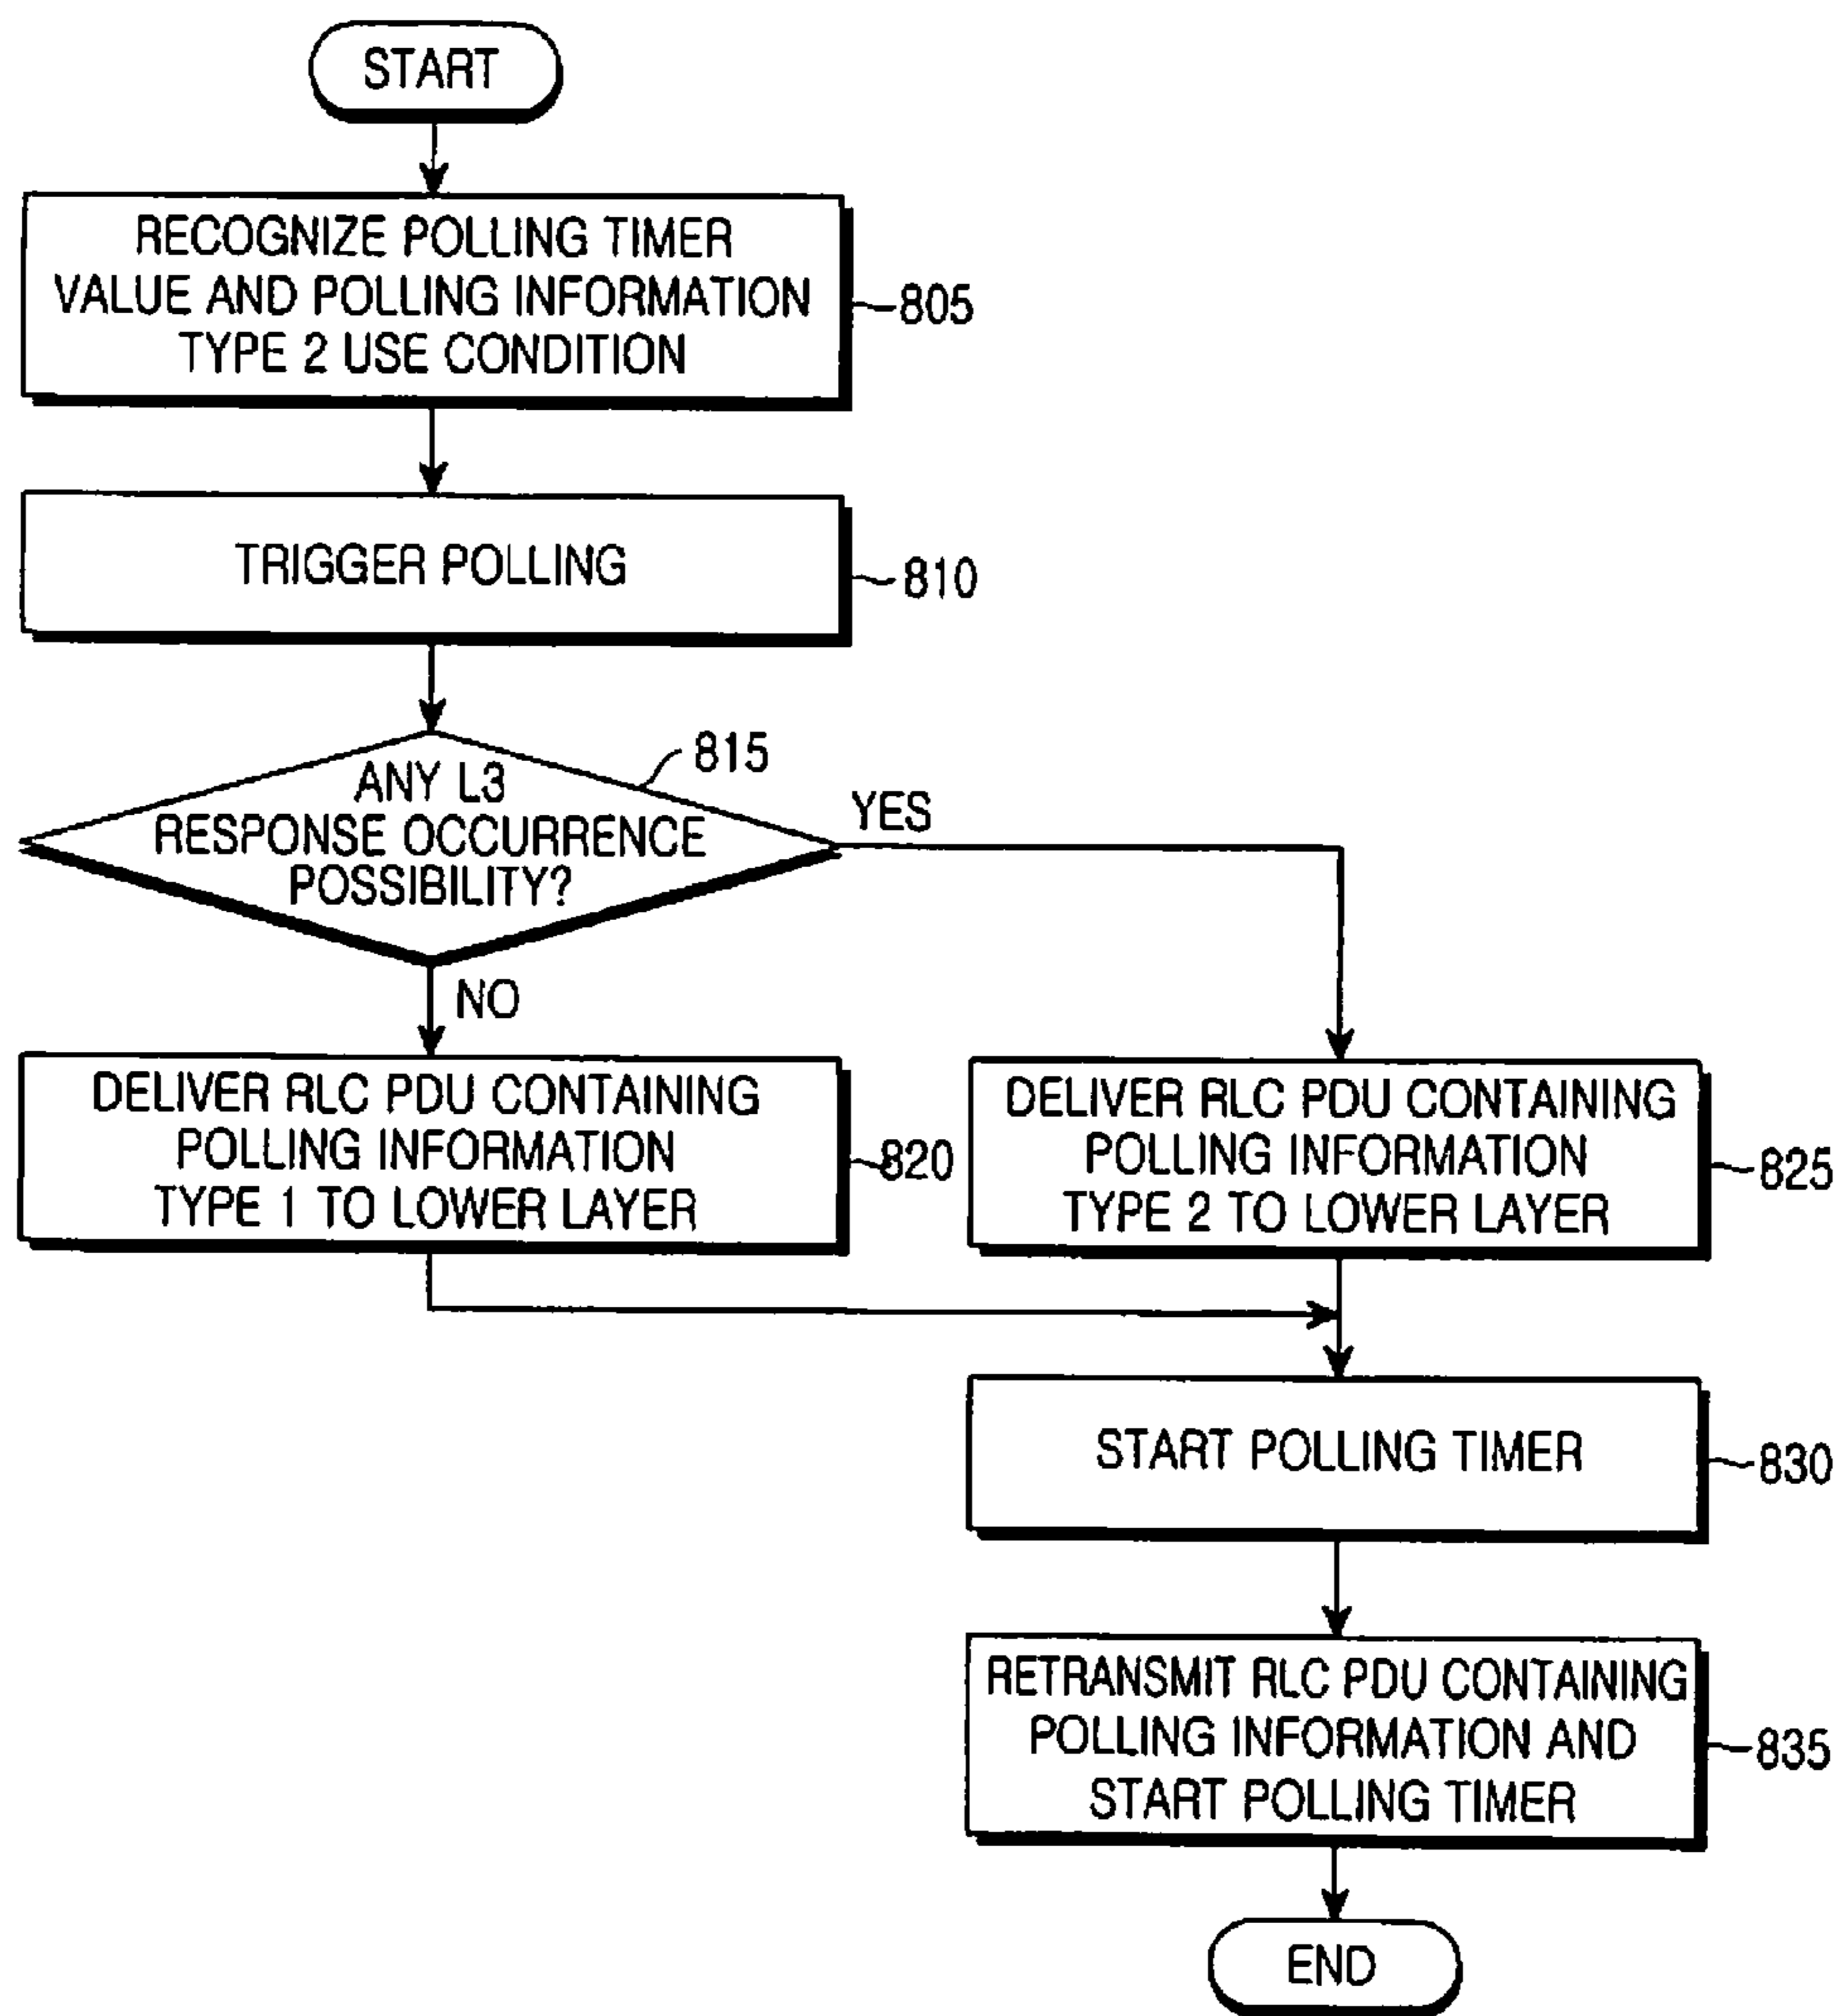 START
RECOGNIZE POLLING TIMER
VALUE AND POLLING INFORMATION
TYPE 2 USE CONDITION
805
TRIGGER POLLING
810
815
ANY L3
RESPONSE OCCURRENCE
POSSIBILITY?
YES
NO
DELIVER RLC PDU CONTAINING
POLLING INFORMATION
TYPE 1 TO LOWER LAYER
820
DELIVER RLC PDU CONTAINING
POLLING INFORMATION
TYPE 2 TO LOWER LAYER
825
START POLLING TIMER
830
RETRANSMIT RLC PDU CONTAINING
POLLING INFORMATION AND
START POLLING TIMER
835
END